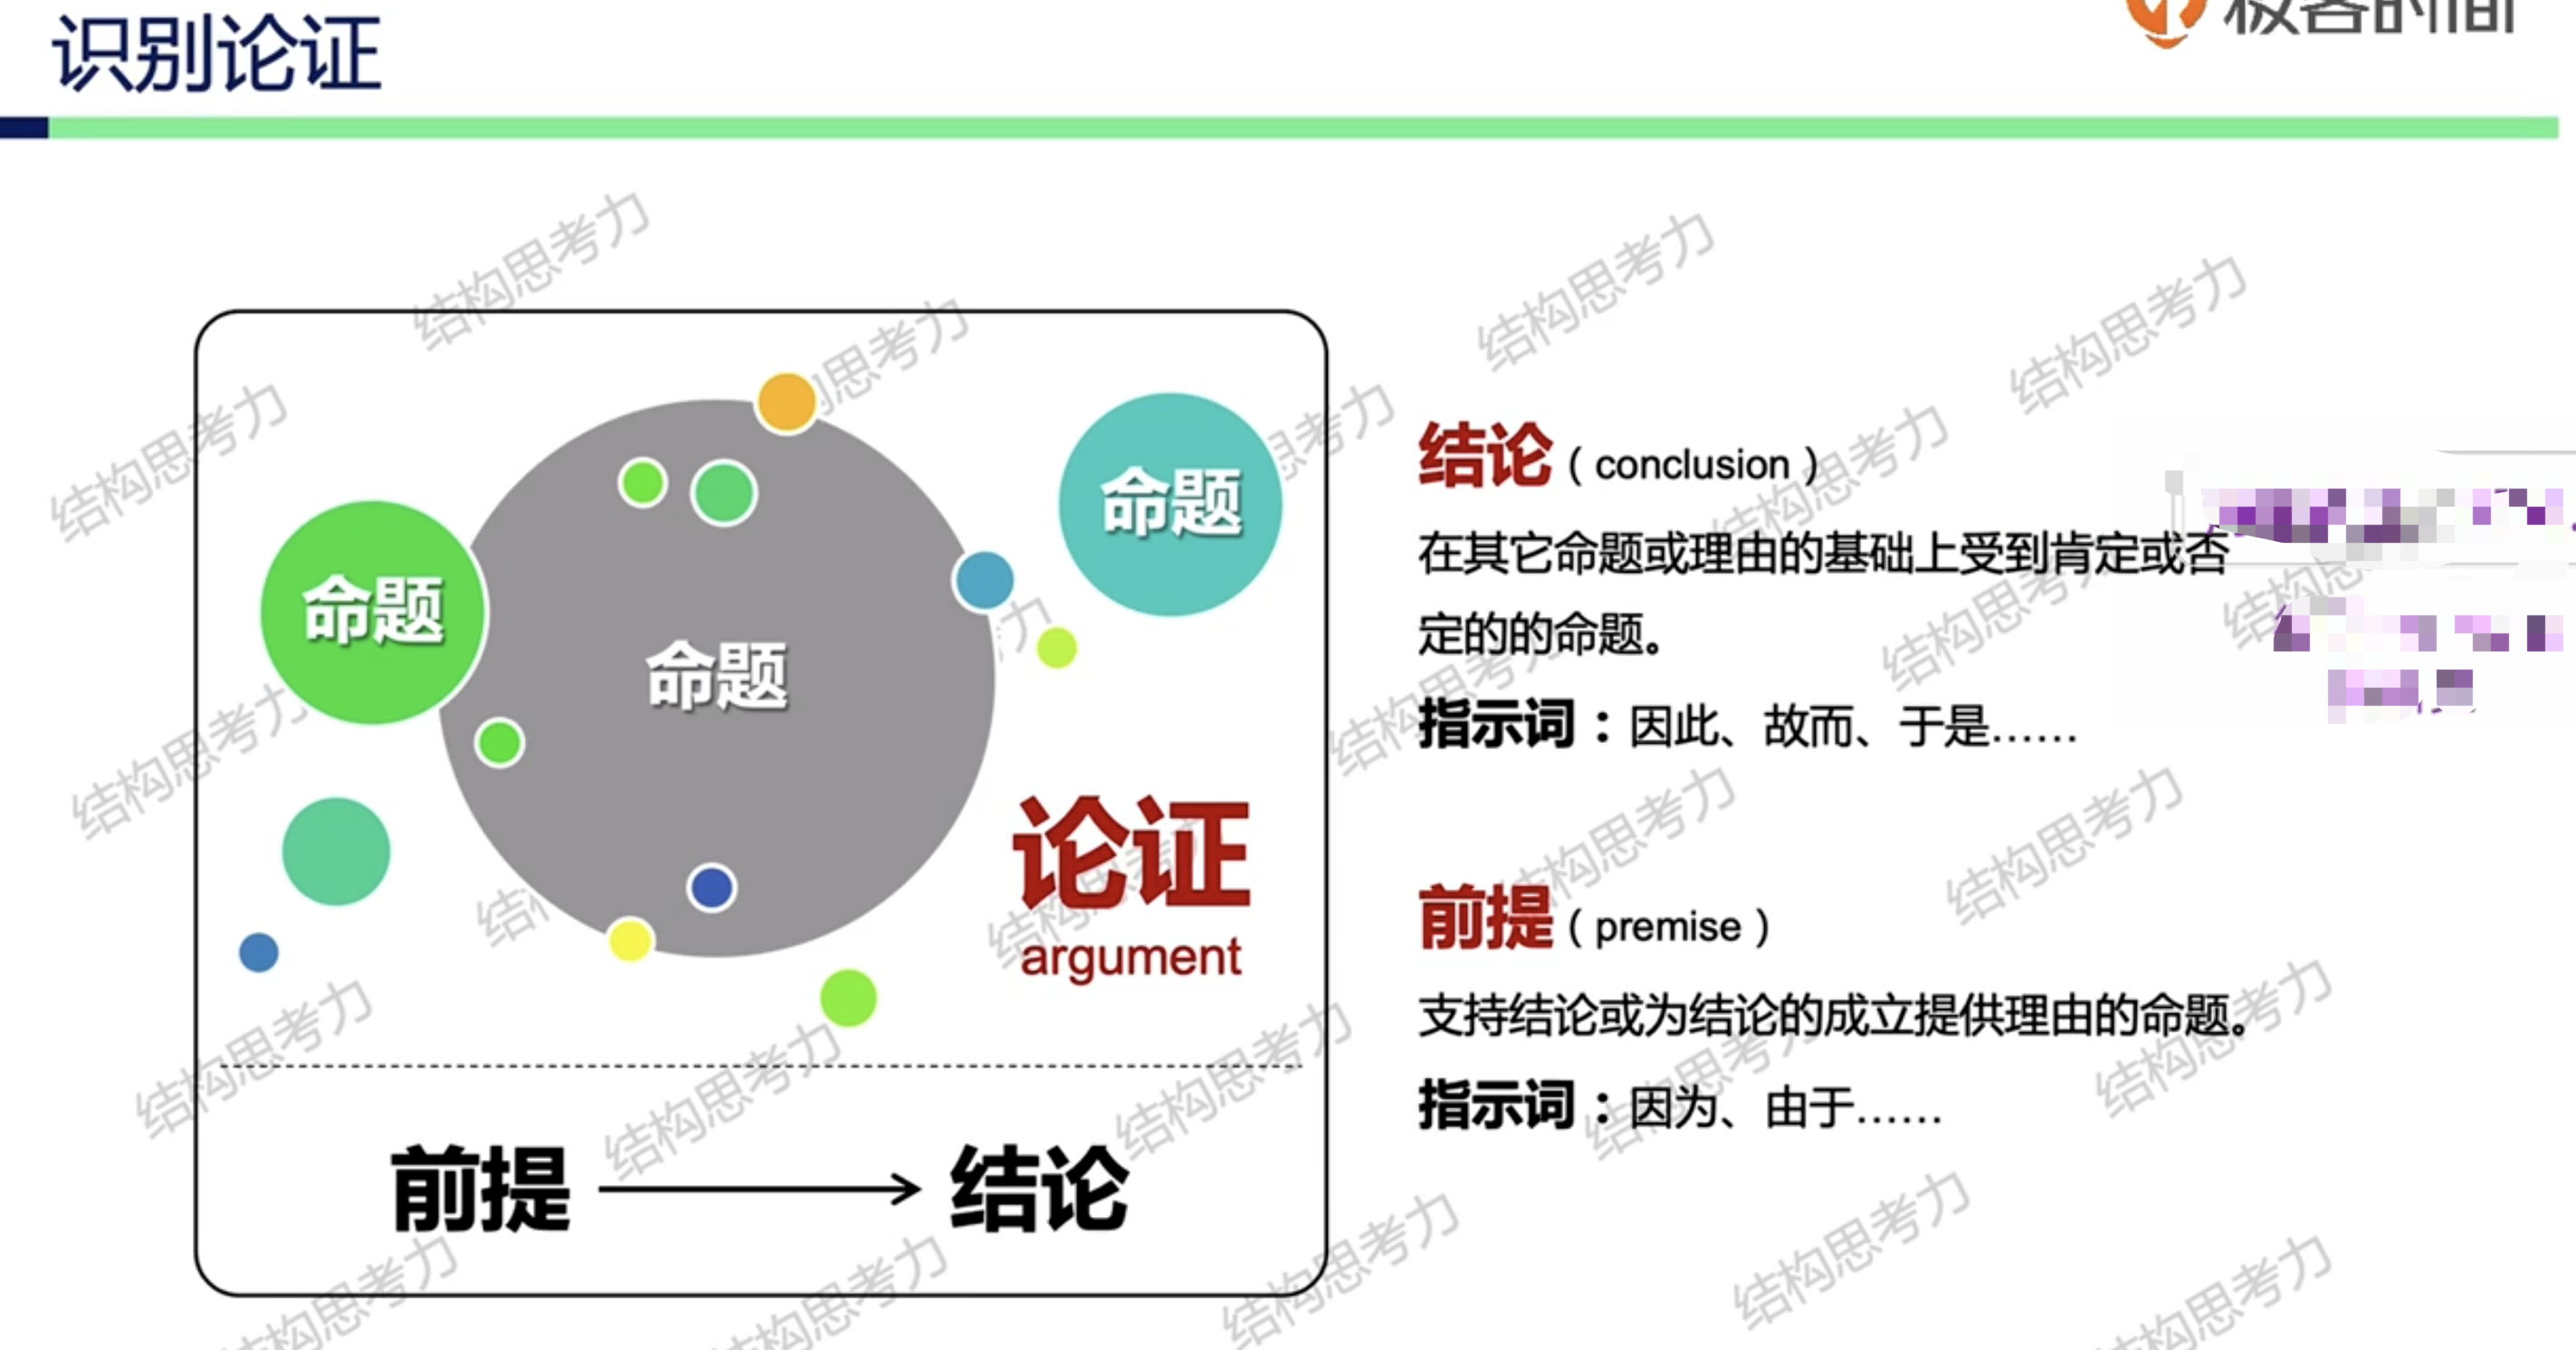 识别论证
极客时间
命题
命题
命题
论证
argument
前提
结论
结论 ( conclusion )
在其它命题或理由的基础上受到肯定或否
定的的命题。
指示词：因此、故而、于是……
前提 ( premise )
支持结论或为结论的成立提供理由的命题。
指示词：因为、由于……
结构思考力